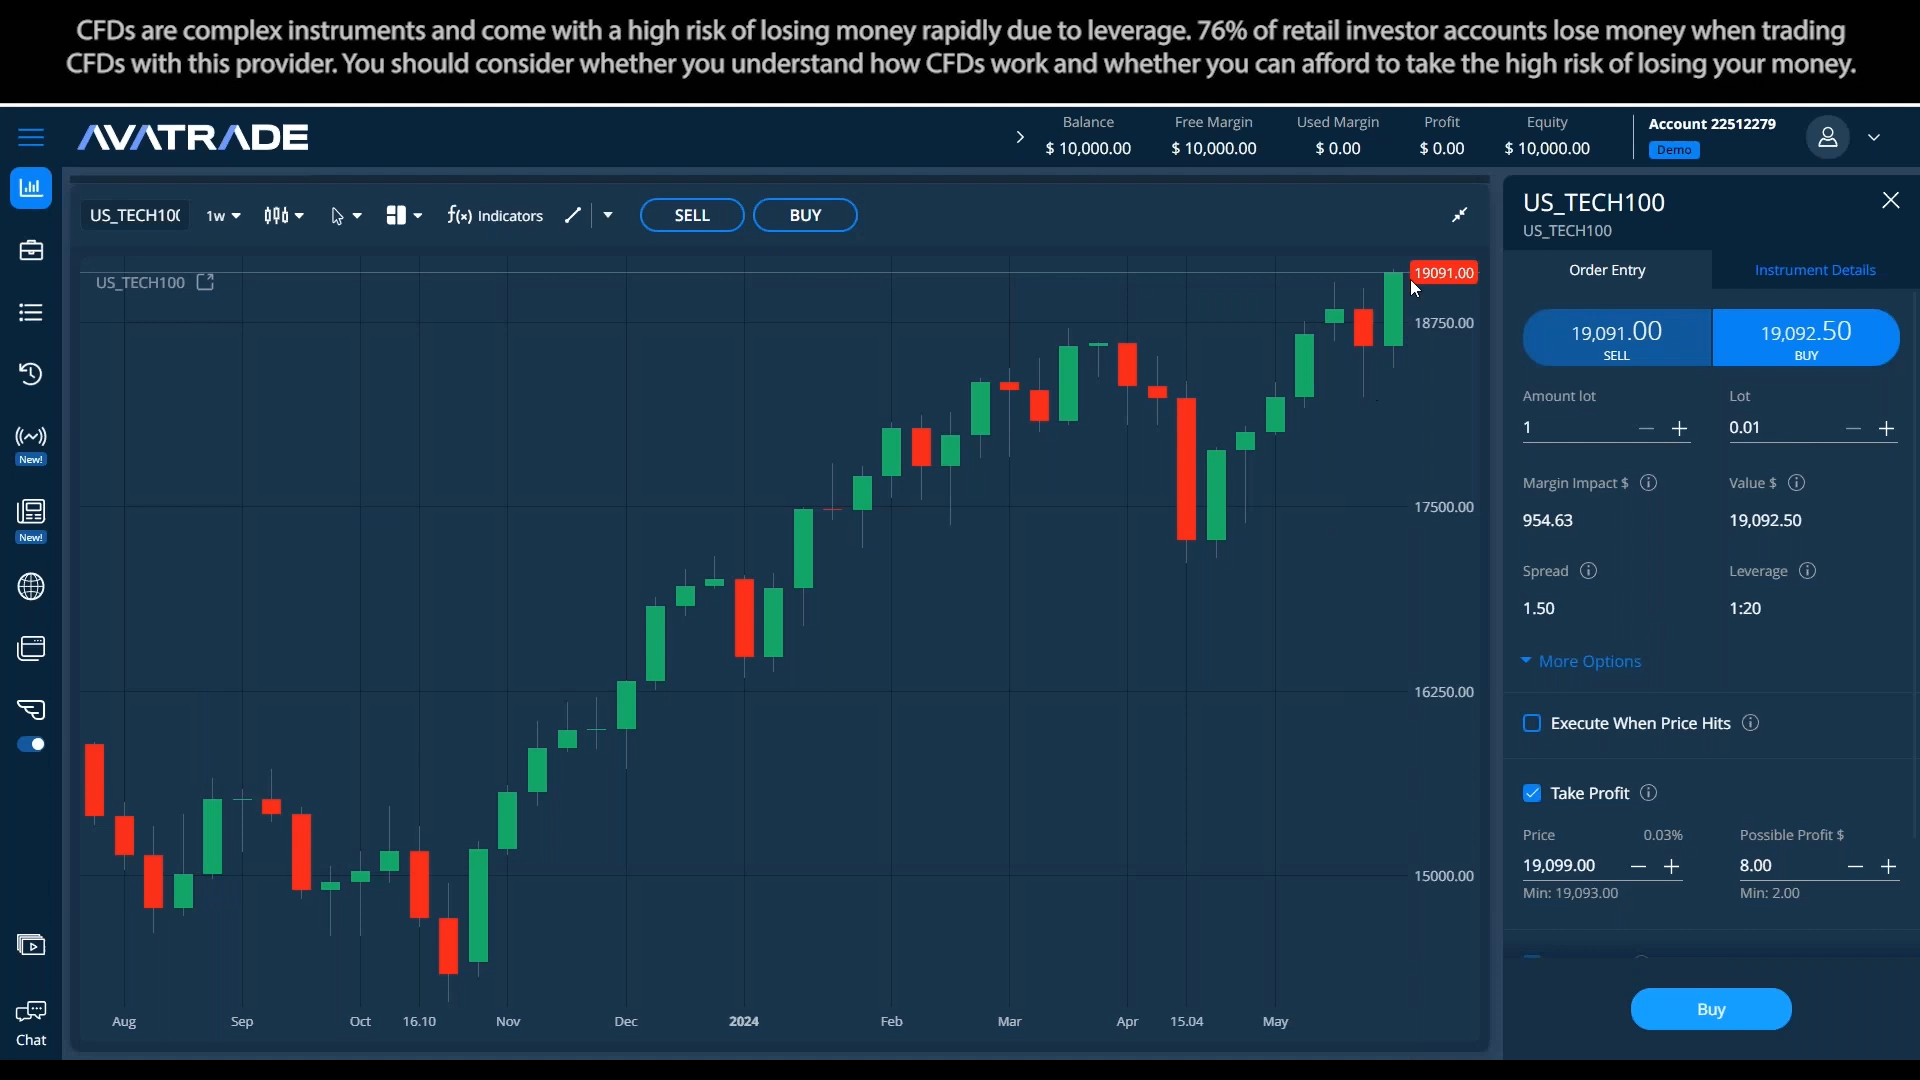 CFDs are complex instruments and come with a high risk of losing money rapidly due to leverage. 76% of retail investor accounts lose money when trading
CFDs with this provider. You should consider whether you understand how CFDs work and whether you can afford to take the high risk of losing your money.
AVATRADE
Balance Free Margin Used Margin Profit Equity
$ 10,000.00 $ 10,000.00 $ 0.00 $ 0.00 $ 10,000.00
Account 22512279
Demo
US_TECH100
1w
f(x) Indicators
SELL
BUY
US_TECH100
19091.00
18750.00
17500.00
16250.00
15000.00
Aug Sep Oct 16.10 Nov Dec 2024 Feb Mar Apr 15.04 May
New!
New!
Chat
US_TECH100
US_TECH100
Order Entry Instrument Details
19,091.00 19,092.50
SELL BUY
Amount lot Lot
1 0.01
Margin Impact $ Value $
954.63 19,092.50
Spread Leverage
1.50 1:20
More Options
Execute When Price Hits
Take Profit
Price 0.03% Possible Profit $
19,099.00 8.00
Min: 19,093.00 Min: 2.00
Buy